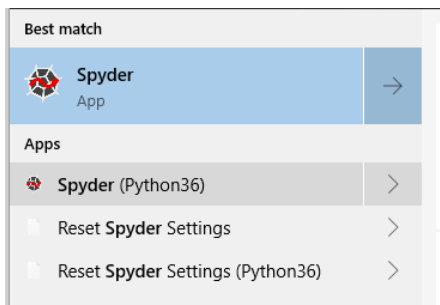 Best match
Spyder
App
Apps
Spyder (Python36)
Reset Spyder Settings
Reset Spyder Settings (Python36)